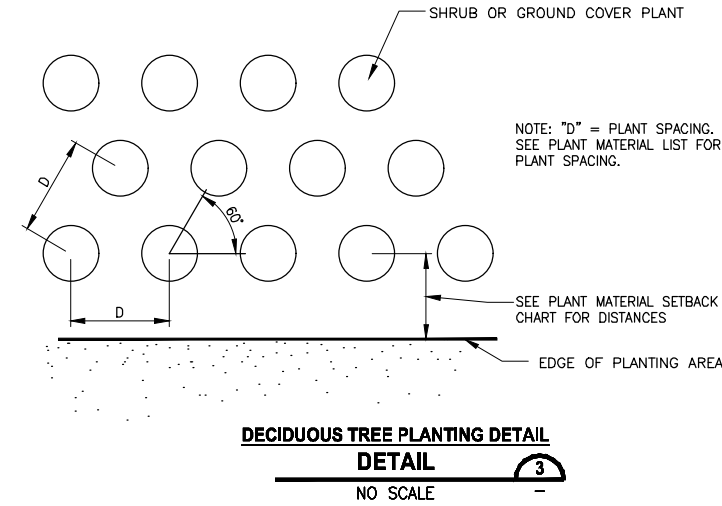 SHRUB OR GROUND COVER PLANT
NOTE: "D" = PLANT SPACING.
SEE PLANT MATERIAL LIST FOR
PLANT SPACING.
D
60°
D
SEE PLANT MATERIAL SETBACK
CHART FOR DISTANCES
EDGE OF PLANTING AREA
DECIDUOUS TREE PLANTING DETAIL
DETAIL
3
NO SCALE
–